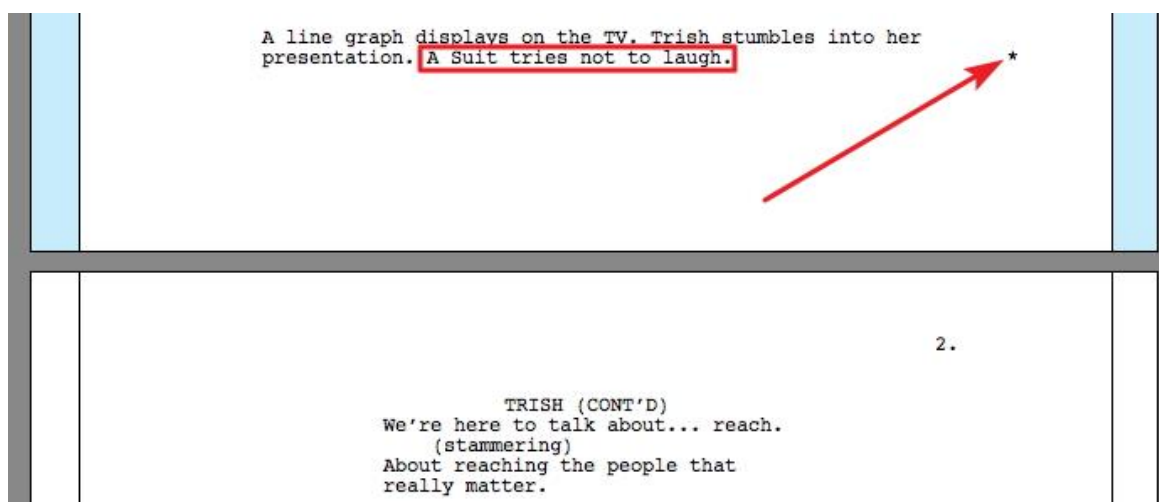 A line graph displays on the TV. Trish stumbles into her
presentation. A Suit tries not to laugh. *
2.
TRISH (CONT'D)
We're here to talk about... reach.
(stammering)
About reaching the people that
really matter.